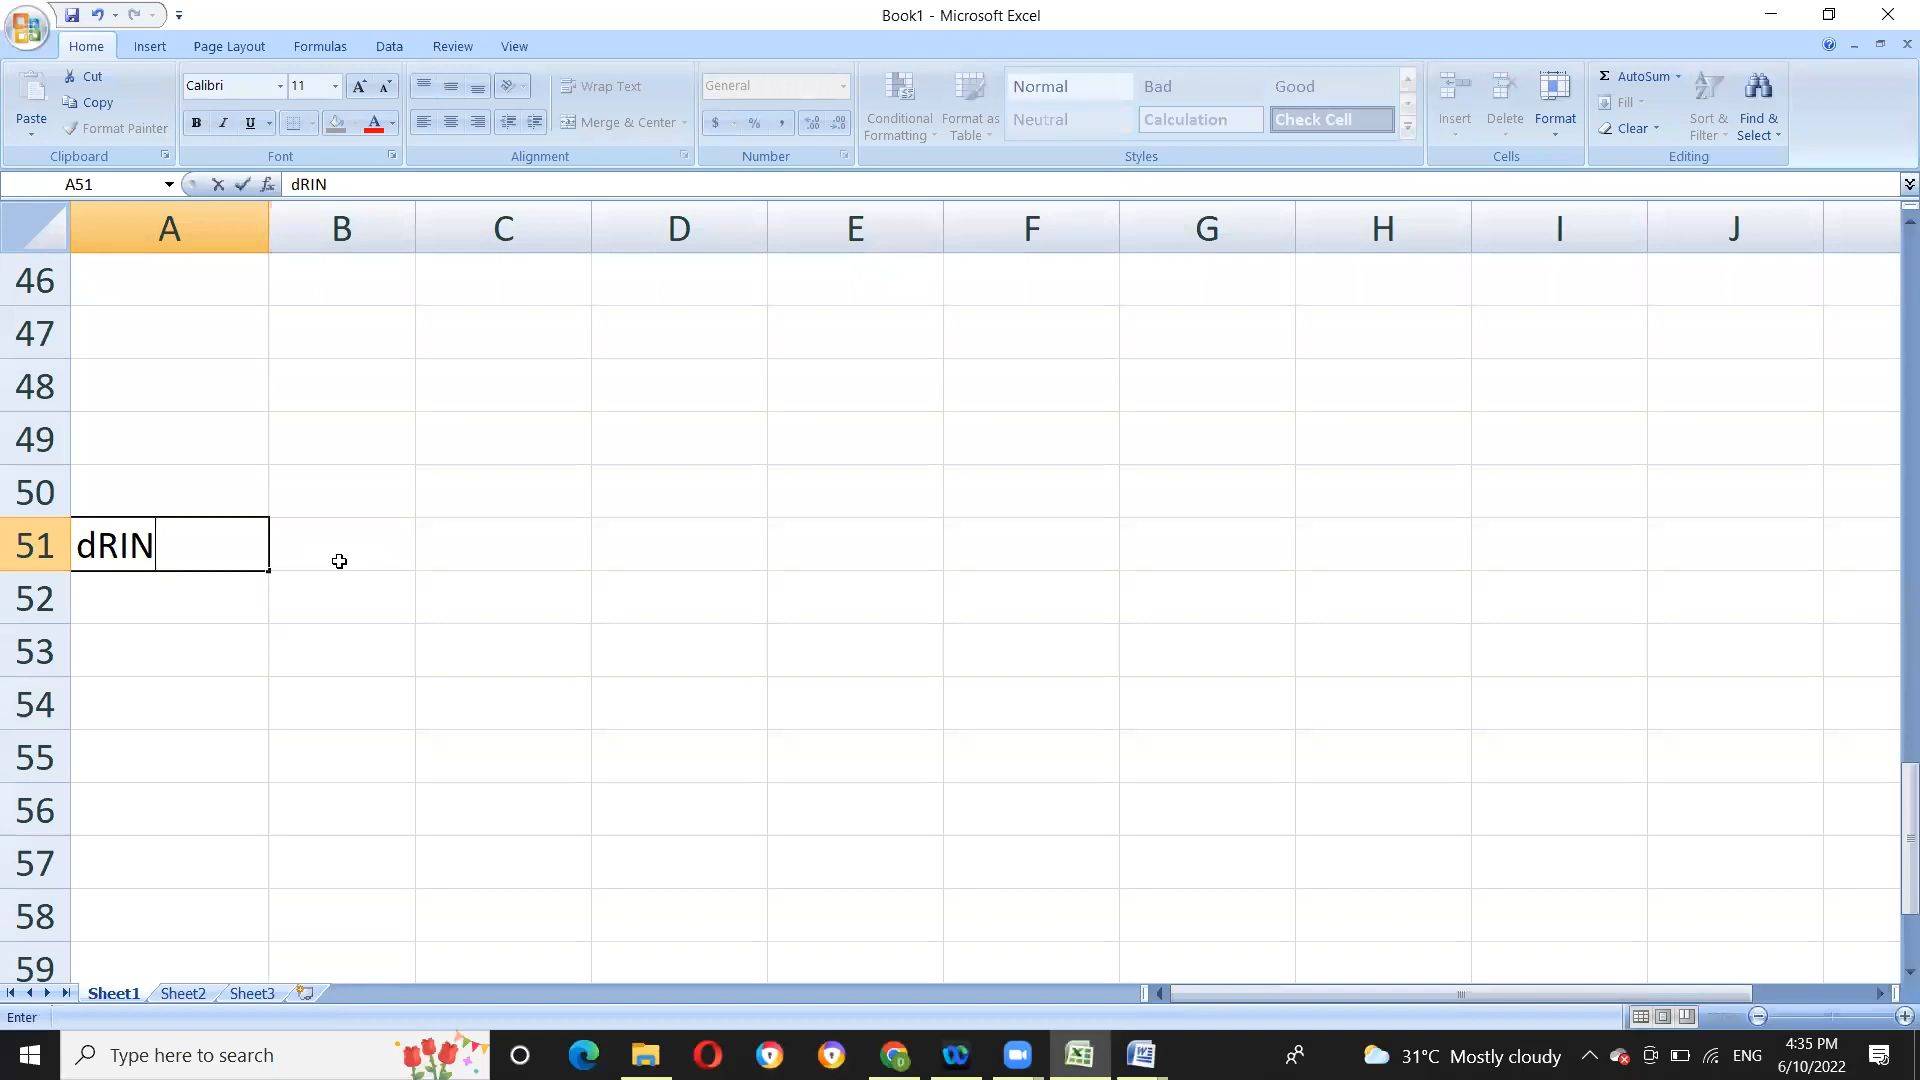 Book1 - Microsoft Excel
Home Insert Page Layout Formulas Data Review View
Paste
Cut
Copy
Format Painter
Clipboard
Calibri 11
B I U
Font
Wrap Text
Merge & Center
Alignment
General
$ % ,
Number
Conditional Formatting
Format as Table
Normal Bad Good
Neutral Calculation Check Cell
Styles
Insert Delete Format
Cells
Σ AutoSum
Fill
Clear
Sort & Filter
Find & Select
Editing
A51 fx dRIN
A B C D E F G H I J
46
47
48
49
50
51 dRIN
52
53
54
55
56
57
58
59
Sheet1 Sheet2 Sheet3
Enter
Type here to search
31°C Mostly cloudy ENG
4:35 PM
6/10/2022